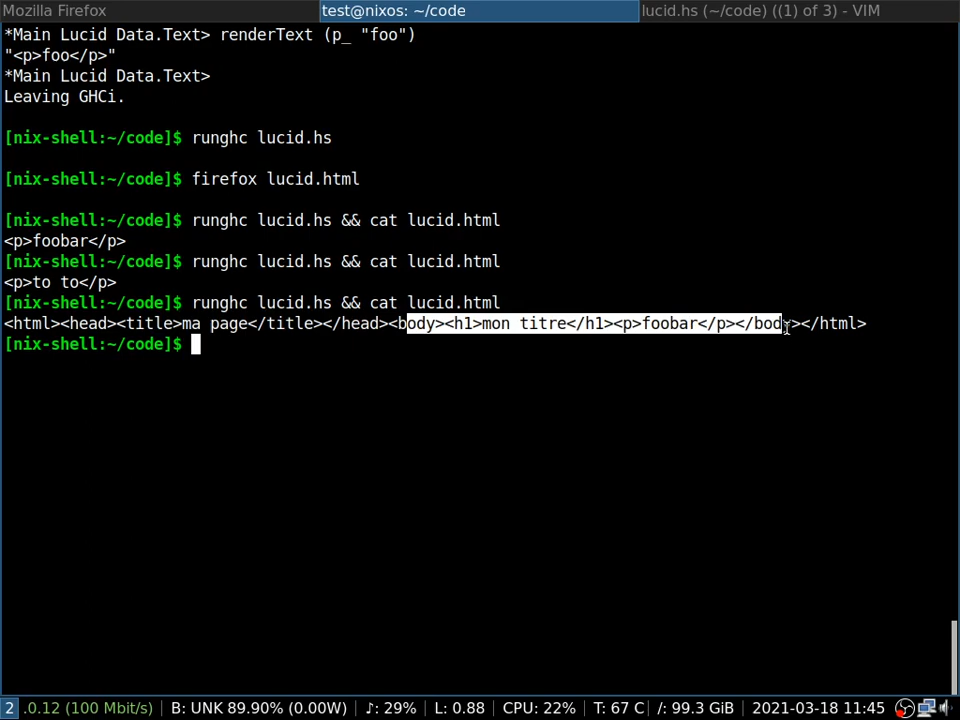 Mozilla Firefox
test@nixos: ~/code
lucid.hs (~/code) ((1) of 3) - VIM
*Main Lucid Data.Text> renderText (p_ "foo")
"<p>foo</p>"
*Main Lucid Data.Text>
Leaving GHCi.
[nix-shell:~/code]$ runghc lucid.hs
[nix-shell:~/code]$ firefox lucid.html
[nix-shell:~/code]$ runghc lucid.hs && cat lucid.html
<p>foobar</p>
[nix-shell:~/code]$ runghc lucid.hs && cat lucid.html
<p>to to</p>
[nix-shell:~/code]$ runghc lucid.hs && cat lucid.html
<html><head><title>ma page</title></head><body><h1>mon titre</h1><p>foobar</p></body></html>
[nix-shell:~/code]$
2 .0.12 (100 Mbit/s) B: UNK 89.90% (0.00W) ♪: 29% L: 0.88 CPU: 22% T: 67 C /: 99.3 GiB 2021-03-18 11:45